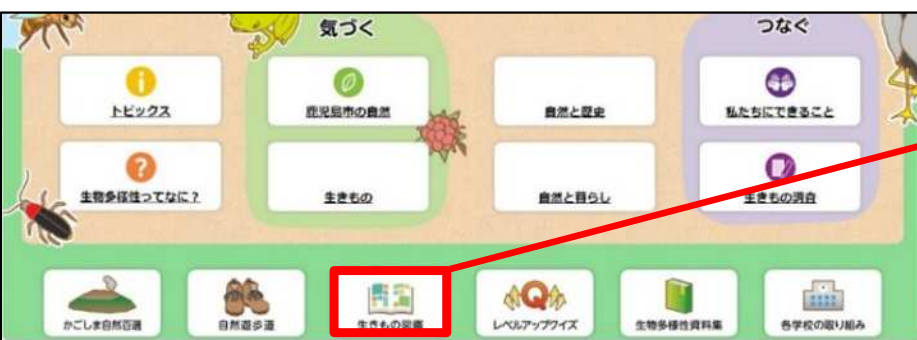 気づく
つなぐ
トピックス
鹿児島市の自然
自然と歴史
私たちにできること
生物多様性ってなに？
生きもの
自然と暮らし
生きもの調査
かごしま自然百選
自然遊歩道
生きもの図鑑
レベルアップクイズ
生物多様性資料集
各学校の取り組み